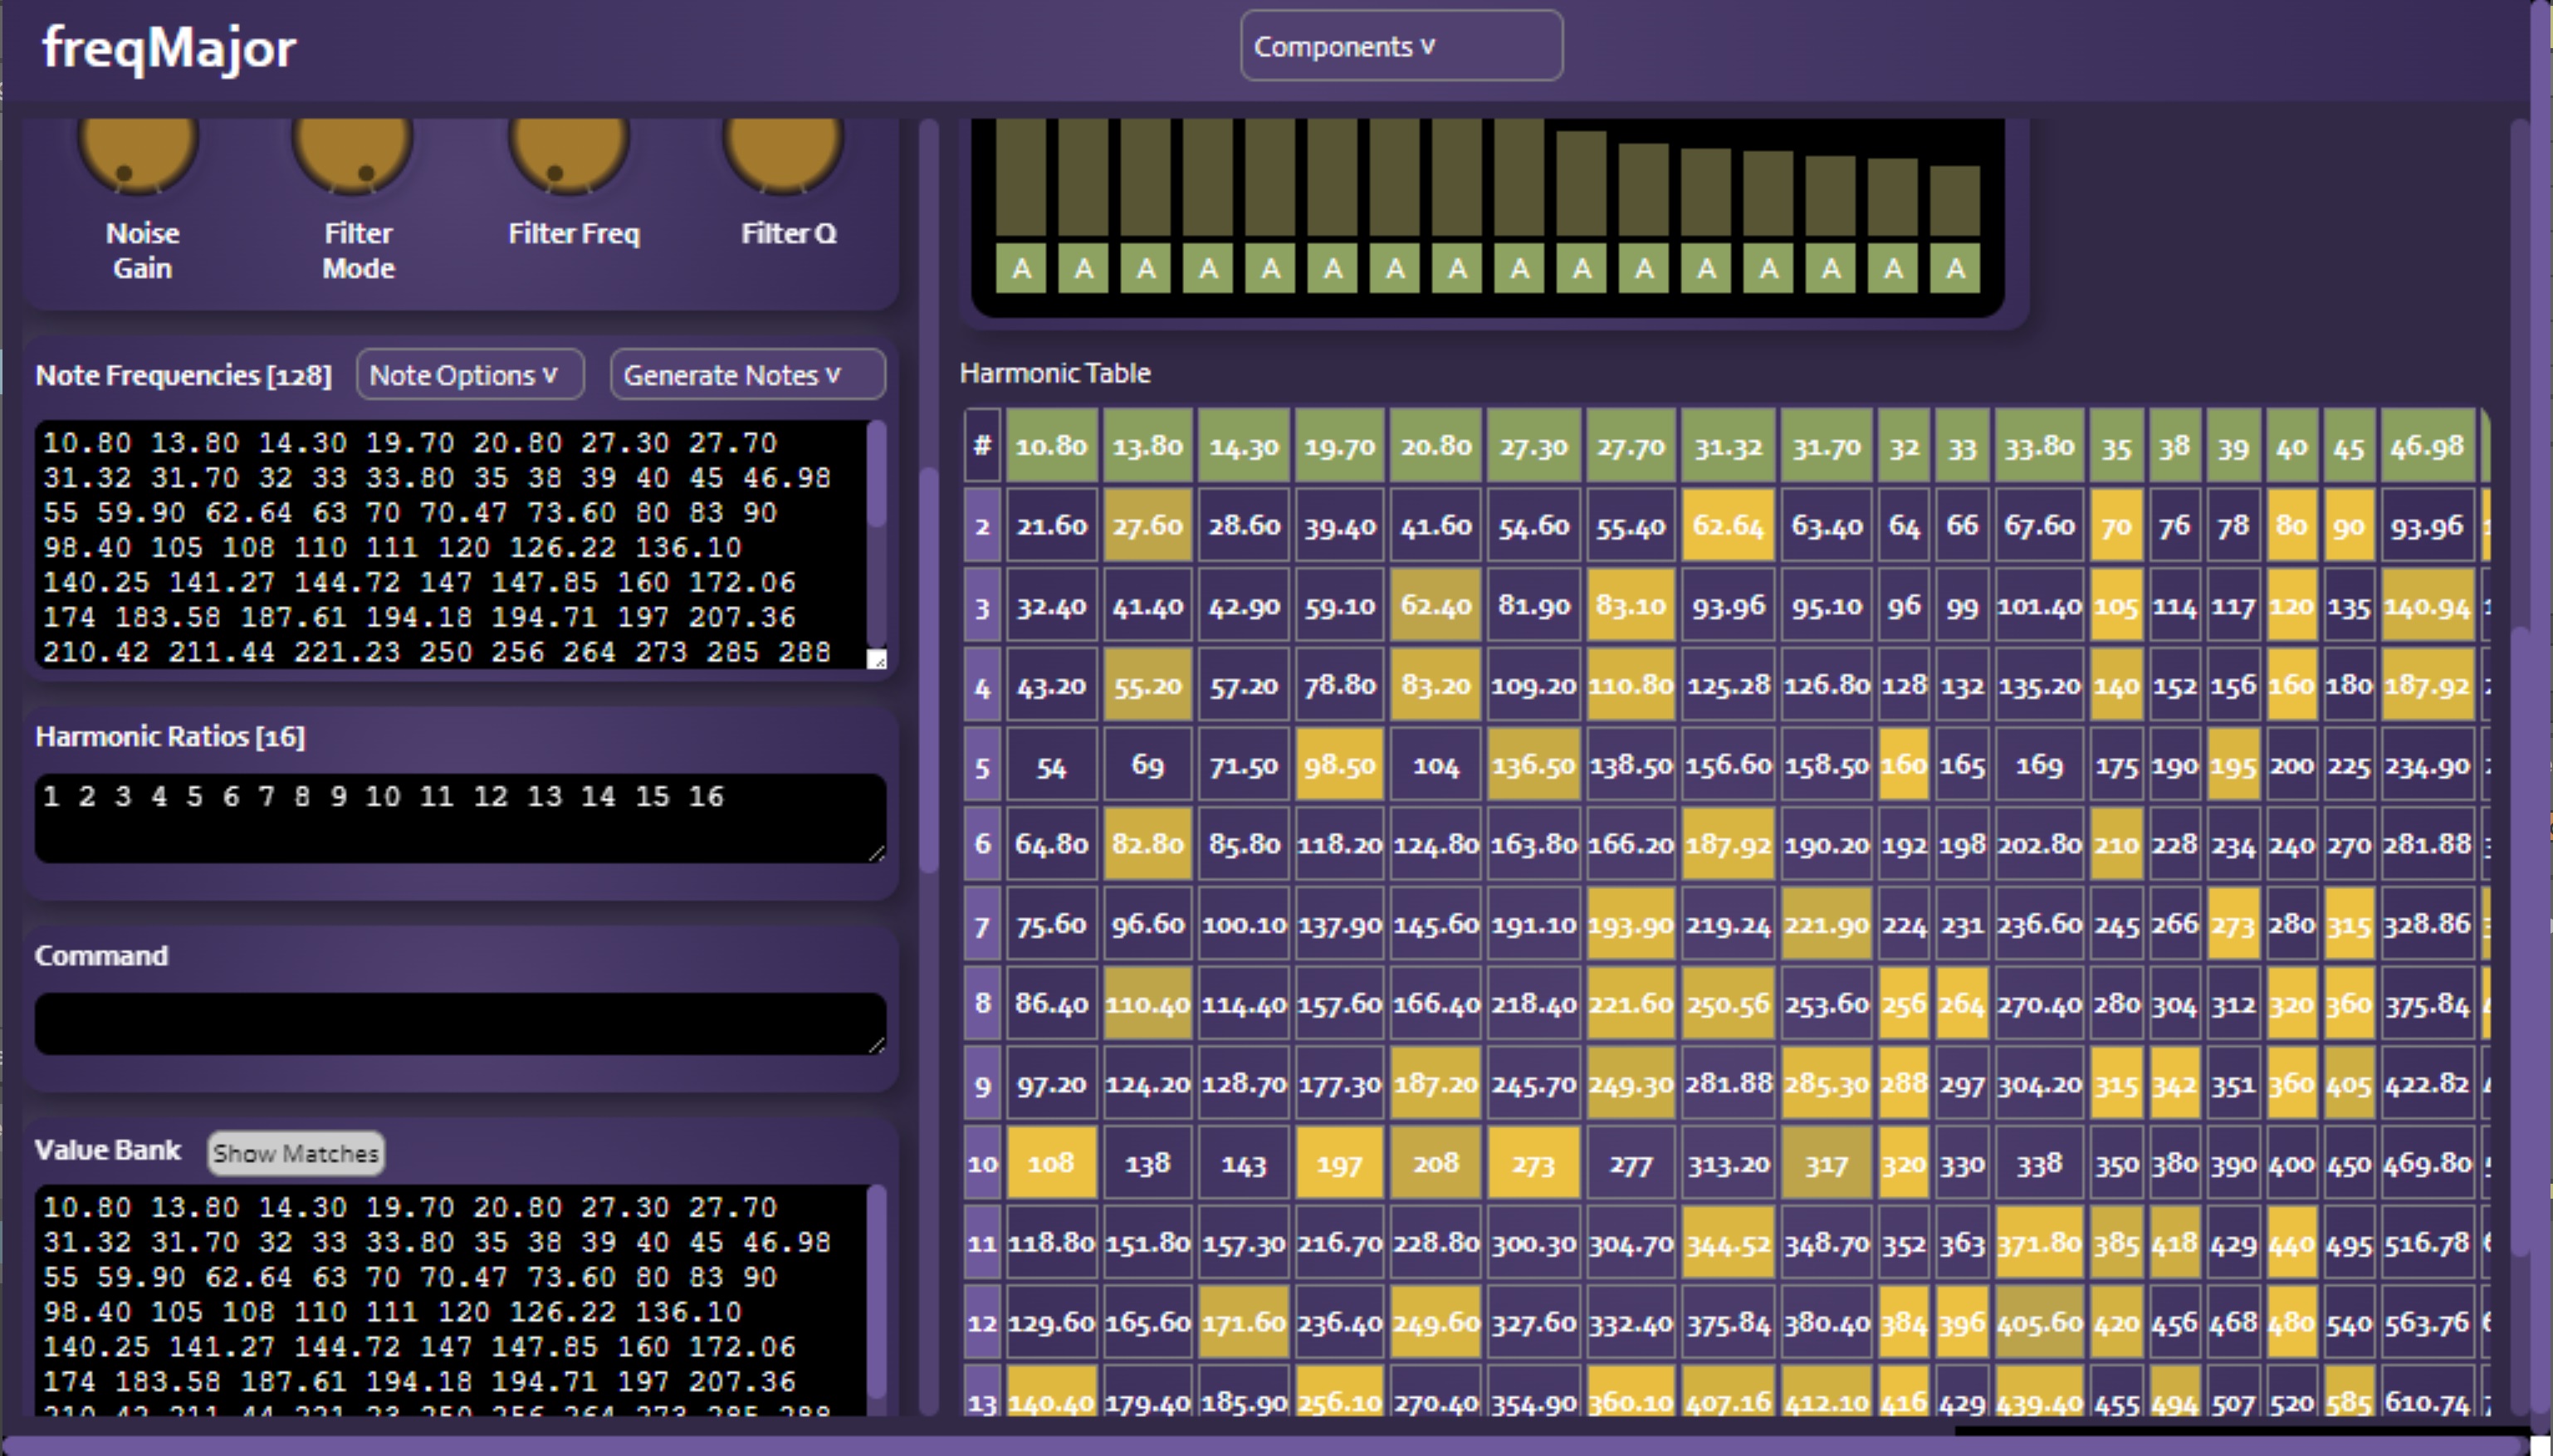 freqMajor
Components v
Noise Gain
Filter Mode
Filter Freq
Filter Q
A A A A A A A A A A A A A A A A
Note Frequencies [128]
Note Options v
Generate Notes v
10.80 13.80 14.30 19.70 20.80 27.30 27.70
31.32 31.70 32 33 33.80 35 38 39 40 45 46.98
55 59.90 62.64 63 70 70.47 73.60 80 83 90
98.40 105 108 110 111 120 126.22 136.10
140.25 141.27 144.72 147 147.85 160 172.06
174 183.58 187.61 194.18 194.71 197 207.36
210.42 211.44 221.23 250 256 264 273 285 288
Harmonic Ratios [16]
1 2 3 4 5 6 7 8 9 10 11 12 13 14 15 16
Command
Value Bank
Show Matches
10.80 13.80 14.30 19.70 20.80 27.30 27.70
31.32 31.70 32 33 33.80 35 38 39 40 45 46.98
55 59.90 62.64 63 70 70.47 73.60 80 83 90
98.40 105 108 110 111 120 126.22 136.10
140.25 141.27 144.72 147 147.85 160 172.06
174 183.58 187.61 194.18 194.71 197 207.36
210.42 211.44 221.23 250 256 264 273 285 288
Harmonic Table
# 10.80 13.80 14.30 19.70 20.80 27.30 27.70 31.32 31.70 32 33 33.80 35 38 39 40 45 46.98
2 21.60 27.60 28.60 39.40 41.60 54.60 55.40 62.64 63.40 64 66 67.60 70 76 78 80 90 93.96
3 32.40 41.40 42.90 59.10 62.40 81.90 83.10 93.96 95.10 96 99 101.40 105 114 117 120 135 140.94
4 43.20 55.20 57.20 78.80 83.20 109.20 110.80 125.28 126.80 128 132 135.20 140 152 156 160 180 187.92
5 54 69 71.50 98.50 104 136.50 138.50 156.60 158.50 160 165 169 175 190 195 200 225 234.90
6 64.80 82.80 85.80 118.20 124.80 163.80 166.20 187.92 190.20 192 198 202.80 210 228 234 240 270 281.88
7 75.60 96.60 100.10 137.90 145.60 191.10 193.90 219.24 221.90 224 231 236.60 245 266 273 280 315 328.86
8 86.40 110.40 114.40 157.60 166.40 218.40 221.60 250.56 253.60 256 264 270.40 280 304 312 320 360 375.84
9 97.20 124.20 128.70 177.30 187.20 245.70 249.30 281.88 285.30 288 297 304.20 315 342 351 360 405 422.82
10 108 138 143 197 208 273 277 313.20 317 320 330 338 350 380 390 400 450 469.80
11 118.80 151.80 157.30 216.70 228.80 300.30 304.70 344.52 348.70 352 363 371.80 385 418 429 440 495 516.78
12 129.60 165.60 171.60 236.40 249.60 327.60 332.40 375.84 380.40 384 396 405.60 420 456 468 480 540 563.76
13 140.40 179.40 185.90 256.10 270.40 354.90 360.10 407.16 412.10 416 429 439.40 455 494 507 520 585 610.74